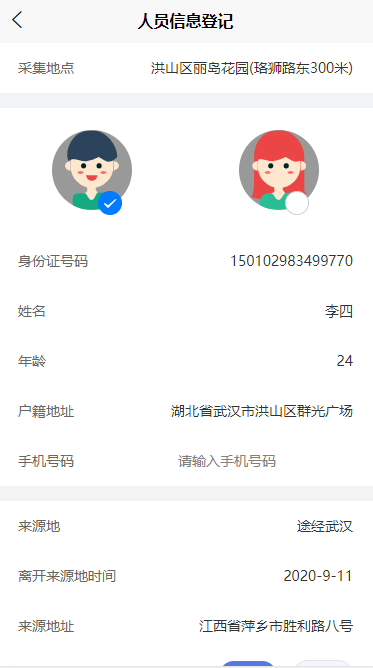 人员信息登记
采集地点 洪山区丽岛花园(珞狮路东300米)
身份证号码 150102983499770
姓名 李四
年龄 24
户籍地址 湖北省武汉市洪山区群光广场
手机号码 请输入手机号码
来源地 途经武汉
离开来源地时间 2020-9-11
来源地址 江西省萍乡市胜利路八号